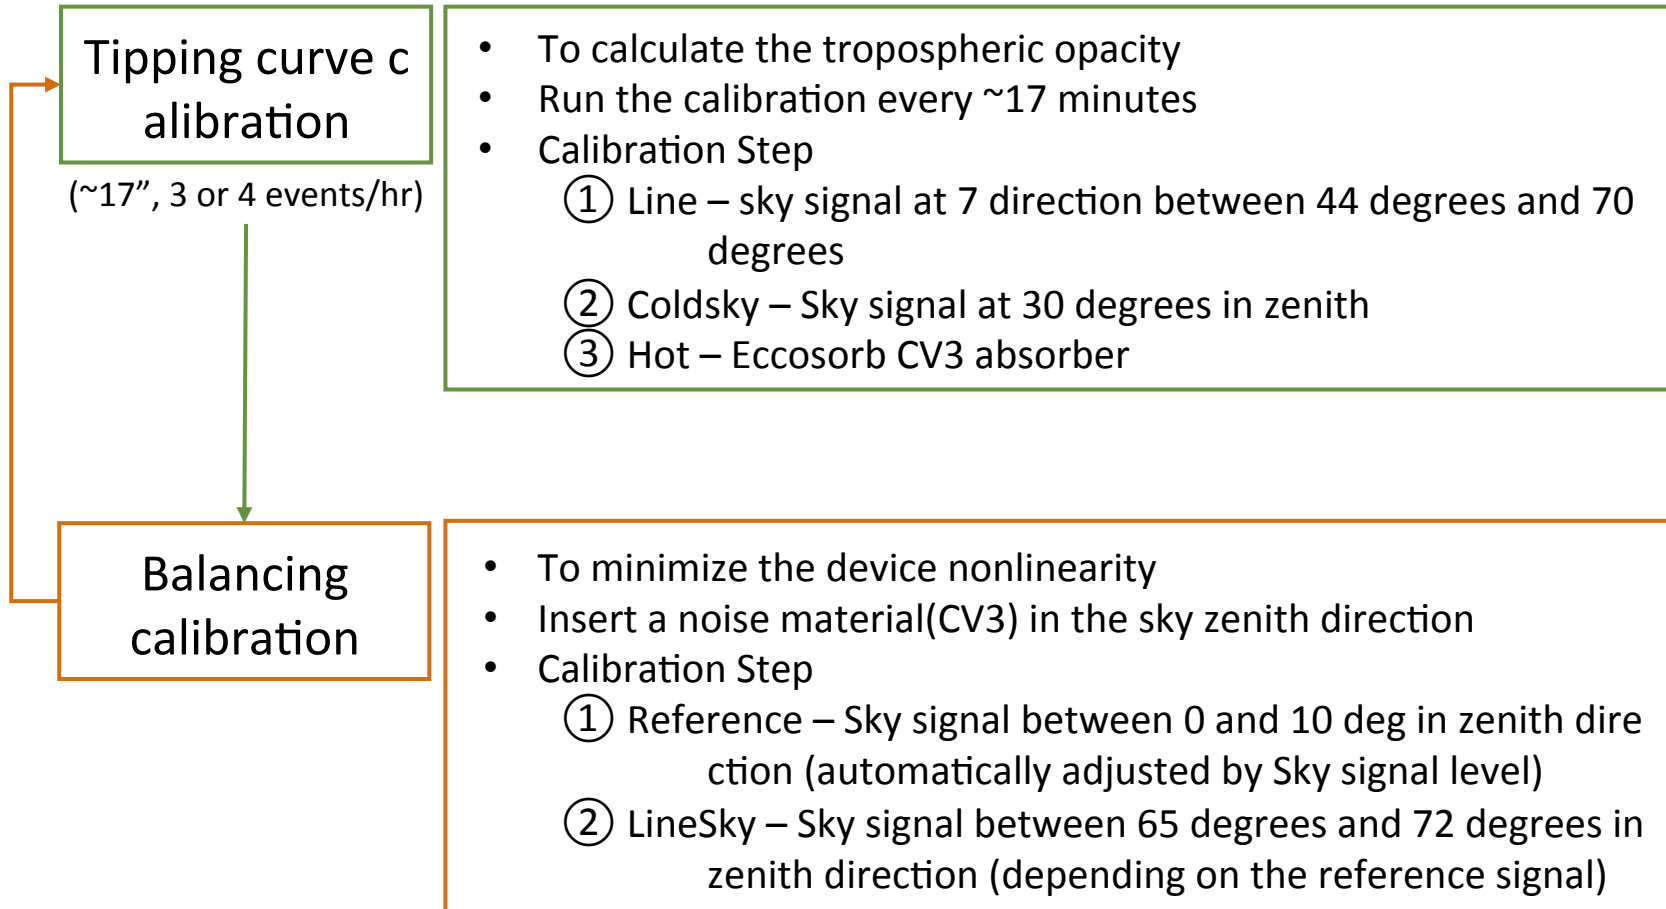 Tipping curve c
alibration
(~17”, 3 or 4 events/hr)
• To calculate the tropospheric opacity
• Run the calibration every ~17 minutes
• Calibration Step
① Line – sky signal at 7 direction between 44 degrees and 70
degrees
② Coldsky – Sky signal at 30 degrees in zenith
③ Hot – Eccosorb CV3 absorber
Balancing
calibration
• To minimize the device nonlinearity
• Insert a noise material(CV3) in the sky zenith direction
• Calibration Step
① Reference – Sky signal between 0 and 10 deg in zenith dire
ction (automatically adjusted by Sky signal level)
② LineSky – Sky signal between 65 degrees and 72 degrees in
zenith direction (depending on the reference signal)